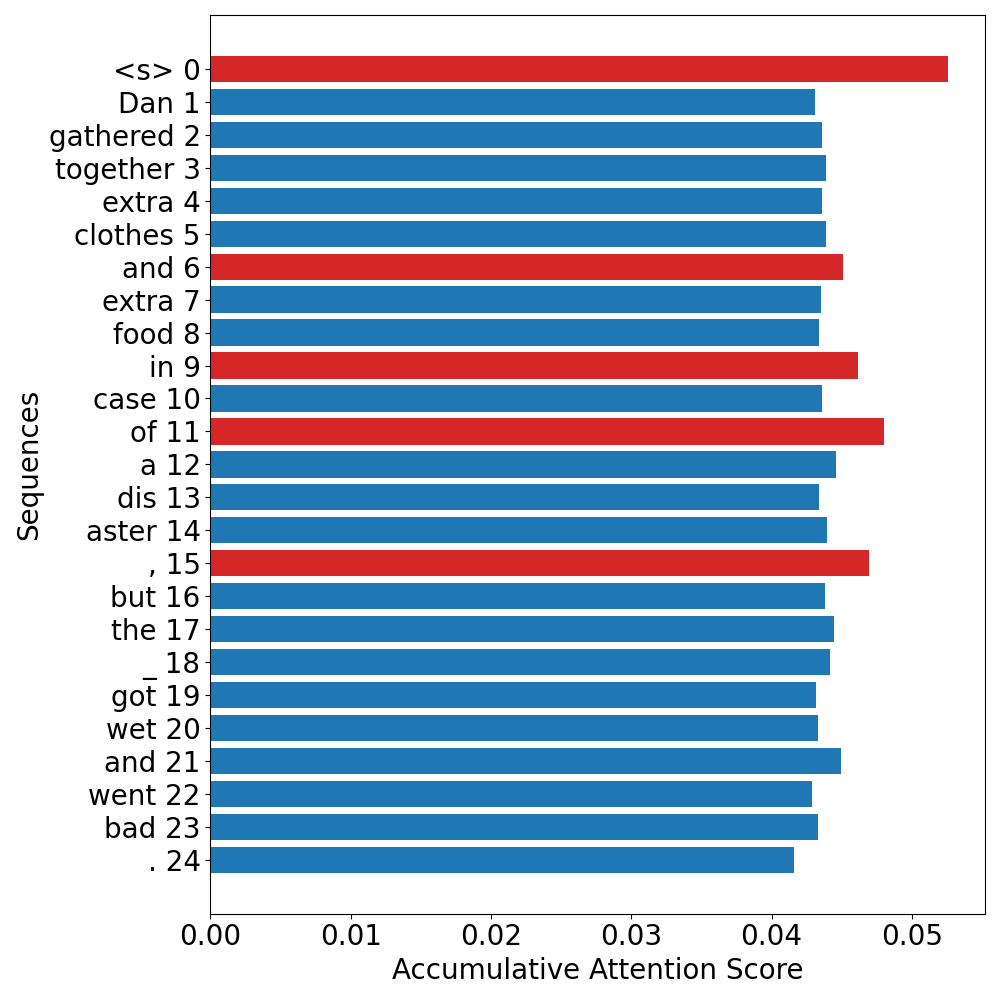 <s> 0
Dan 1
gathered 2
together 3
extra 4
clothes 5
and 6
extra 7
food 8
in 9
case 10
of 11
a 12
dis 13
aster 14
, 15
but 16
the 17
_ 18
got 19
wet 20
and 21
went 22
bad 23
. 24
Sequences
0.00 0.01 0.02 0.03 0.04 0.05
Accumulative Attention Score